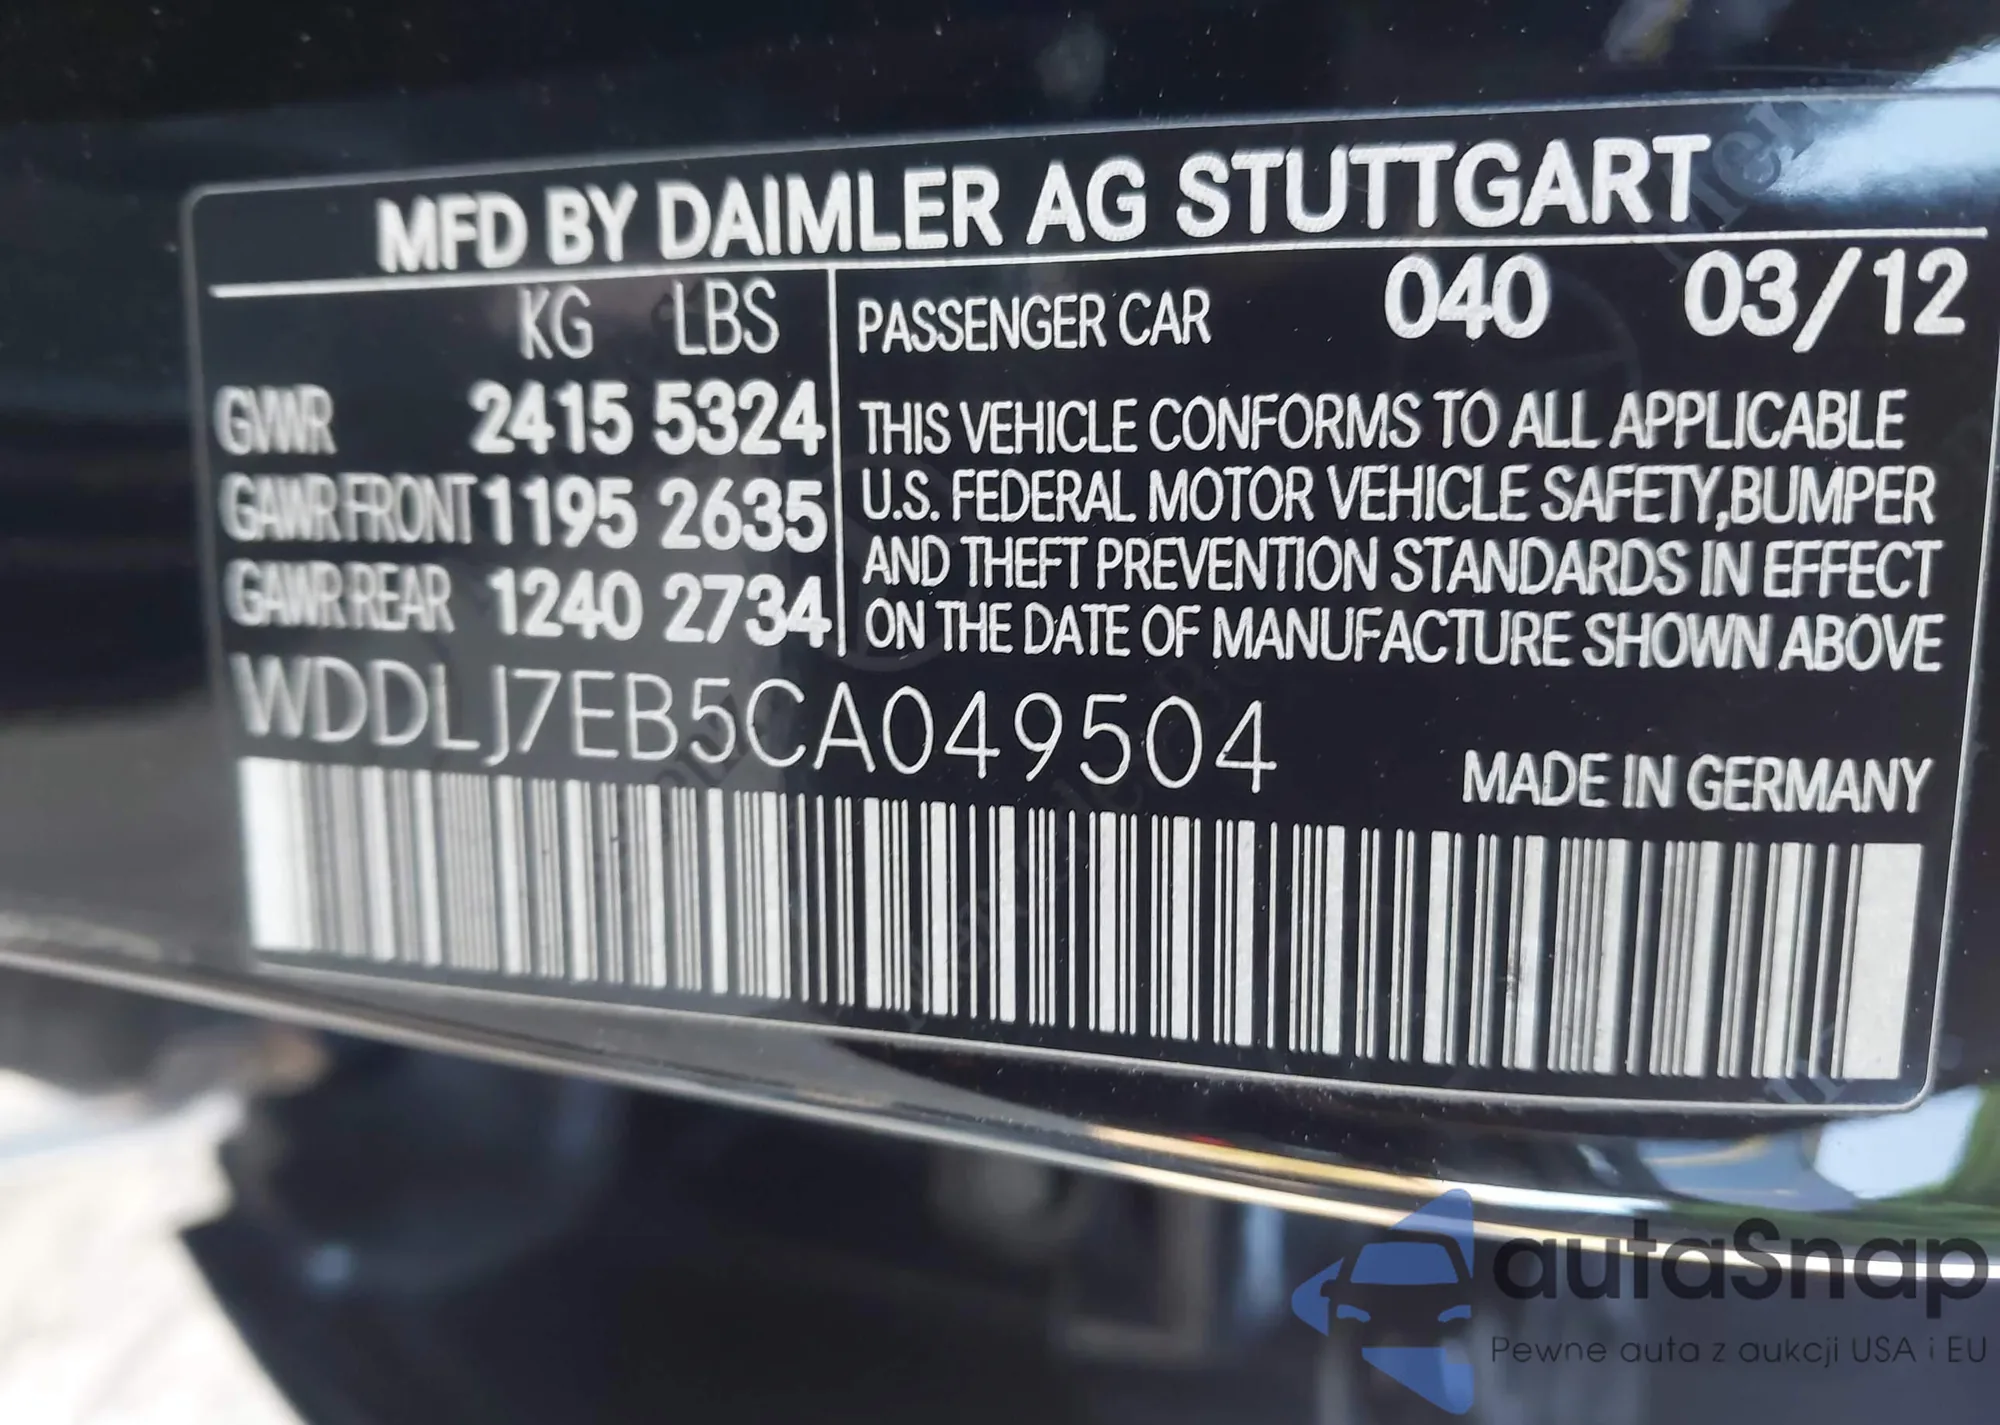 MFD BY DAIMLER AG STUTTGART
KG LBS
GVWR 2415 5324
GAWR FRONT 1195 2635
GAWR REAR 1240 2734
PASSENGER CAR 040 03/12
THIS VEHICLE CONFORMS TO ALL APPLICABLE
U.S. FEDERAL MOTOR VEHICLE SAFETY,BUMPER
AND THEFT PREVENTION STANDARDS IN EFFECT
ON THE DATE OF MANUFACTURE SHOWN ABOVE
WDDLJ7EB5CA049504
MADE IN GERMANY
autaSnap
Pewne auta z aukcji USA i EU